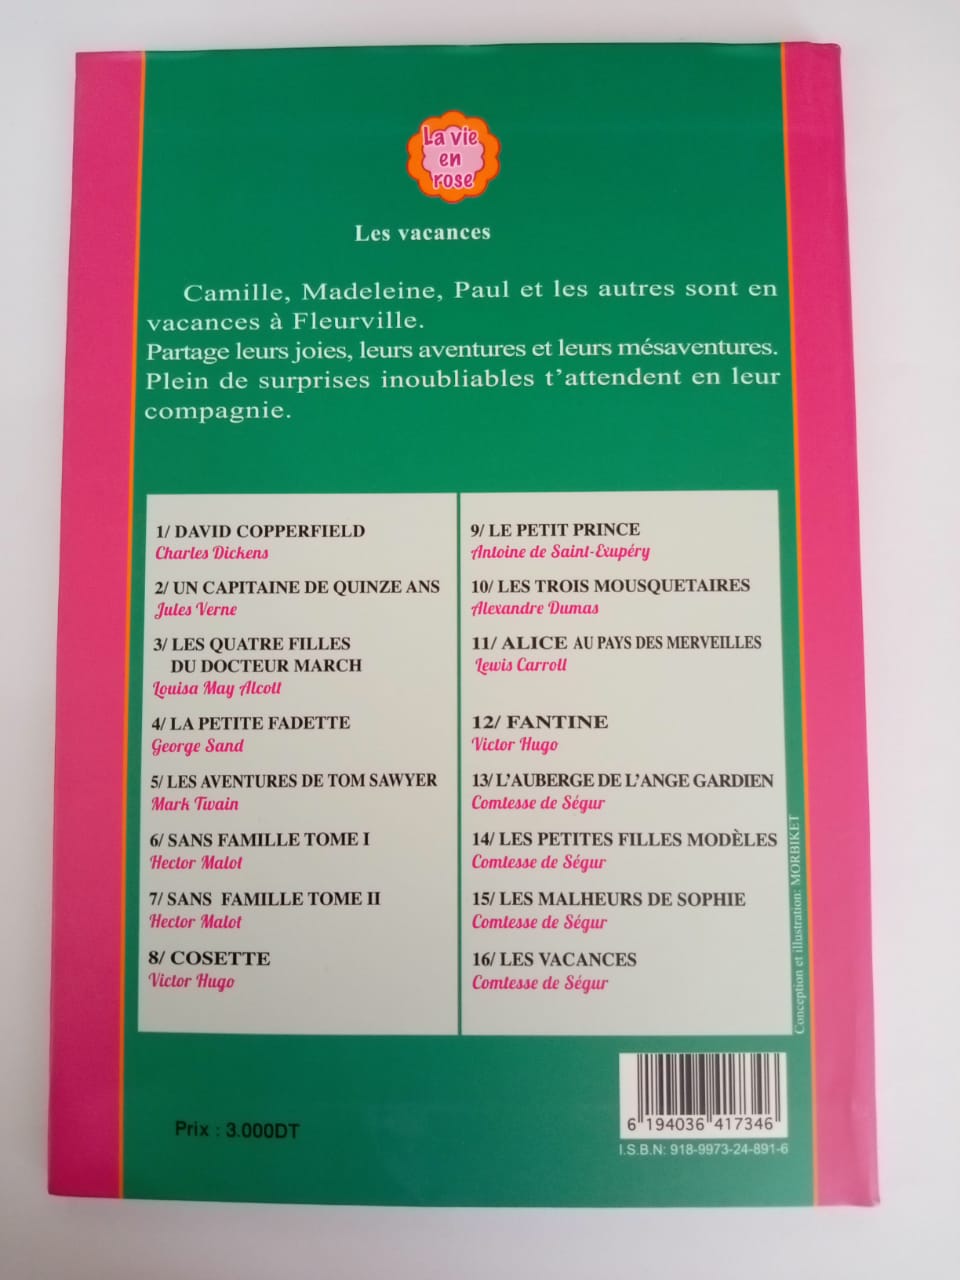 La vie
en
rose
Les vacances
Camille, Madeleine, Paul et les autres sont en
vacances à Fleurville.
Partage leurs joies, leurs aventures et leurs mésaventures.
Plein de surprises inoubliables t’attendent en leur
compagnie.
1/ DAVID COPPERFIELD
Charles Dickens
2/ UN CAPITAINE DE QUINZE ANS
Jules Verne
3/ LES QUATRE FILLES
DU DOCTEUR MARCH
Louisa May Alcott
4/ LA PETITE FADETTE
George Sand
5/ LES AVENTURES DE TOM SAWYER
Mark Twain
6/ SANS FAMILLE TOME I
Hector Malot
7/ SANS FAMILLE TOME II
Hector Malot
8/ COSETTE
Victor Hugo
9/ LE PETIT PRINCE
Antoine de Saint-Exupéry
10/ LES TROIS MOUSQUETAIRES
Alexandre Dumas
11/ ALICE AU PAYS DES MERVEILLES
Lewis Carroll
12/ FANTINE
Victor Hugo
13/ L’AUBERGE DE L’ANGE GARDIEN
Comtesse de Ségur
14/ LES PETITES FILLES MODÈLES
Comtesse de Ségur
15/ LES MALHEURS DE SOPHIE
Comtesse de Ségur
16/ LES VACANCES
Comtesse de Ségur
Conception et illustration: MORBIKET
Prix : 3.000DT
6 194036 417346
I.S.B.N: 918-9973-24-891-6